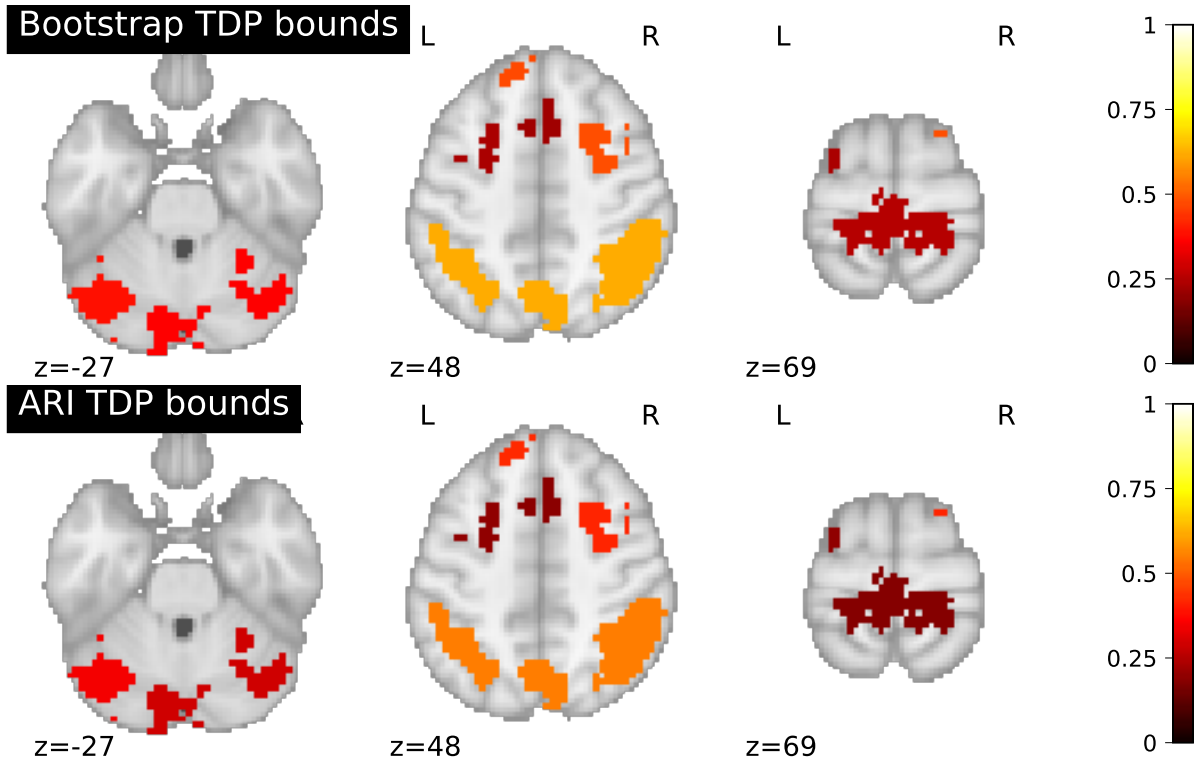 Bootstrap TDP bounds
L R
L R
z=-27
z=48
z=69
1
0.75
0.5
0.25
0
ARI TDP bounds
L R
L R
z=-27
z=48
z=69
1
0.75
0.5
0.25
0